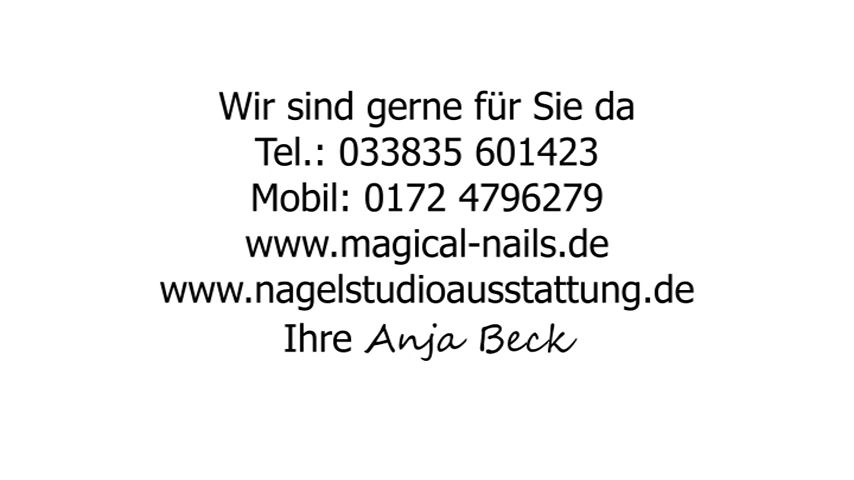 Wir sind gerne für Sie da
Tel.: 033835 601423
Mobil: 0172 4796279
www.magical-nails.de
www.nagelstudioausstattung.de
Ihre Anja Beck